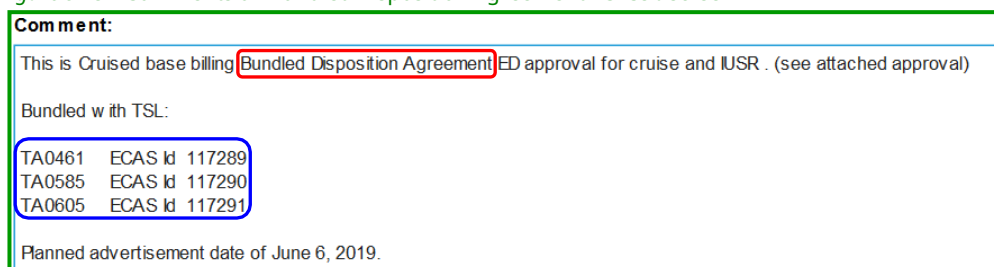 Comment:
This is Cruised base billing Bundled Disposition Agreement ED approval for cruise and IUSR . (see attached approval)
Bundled with TSL:
TA0461 ECAS Id 117289
TA0585 ECAS Id 117290
TA0605 ECAS Id 117291
Planned advertisement date of June 6, 2019.